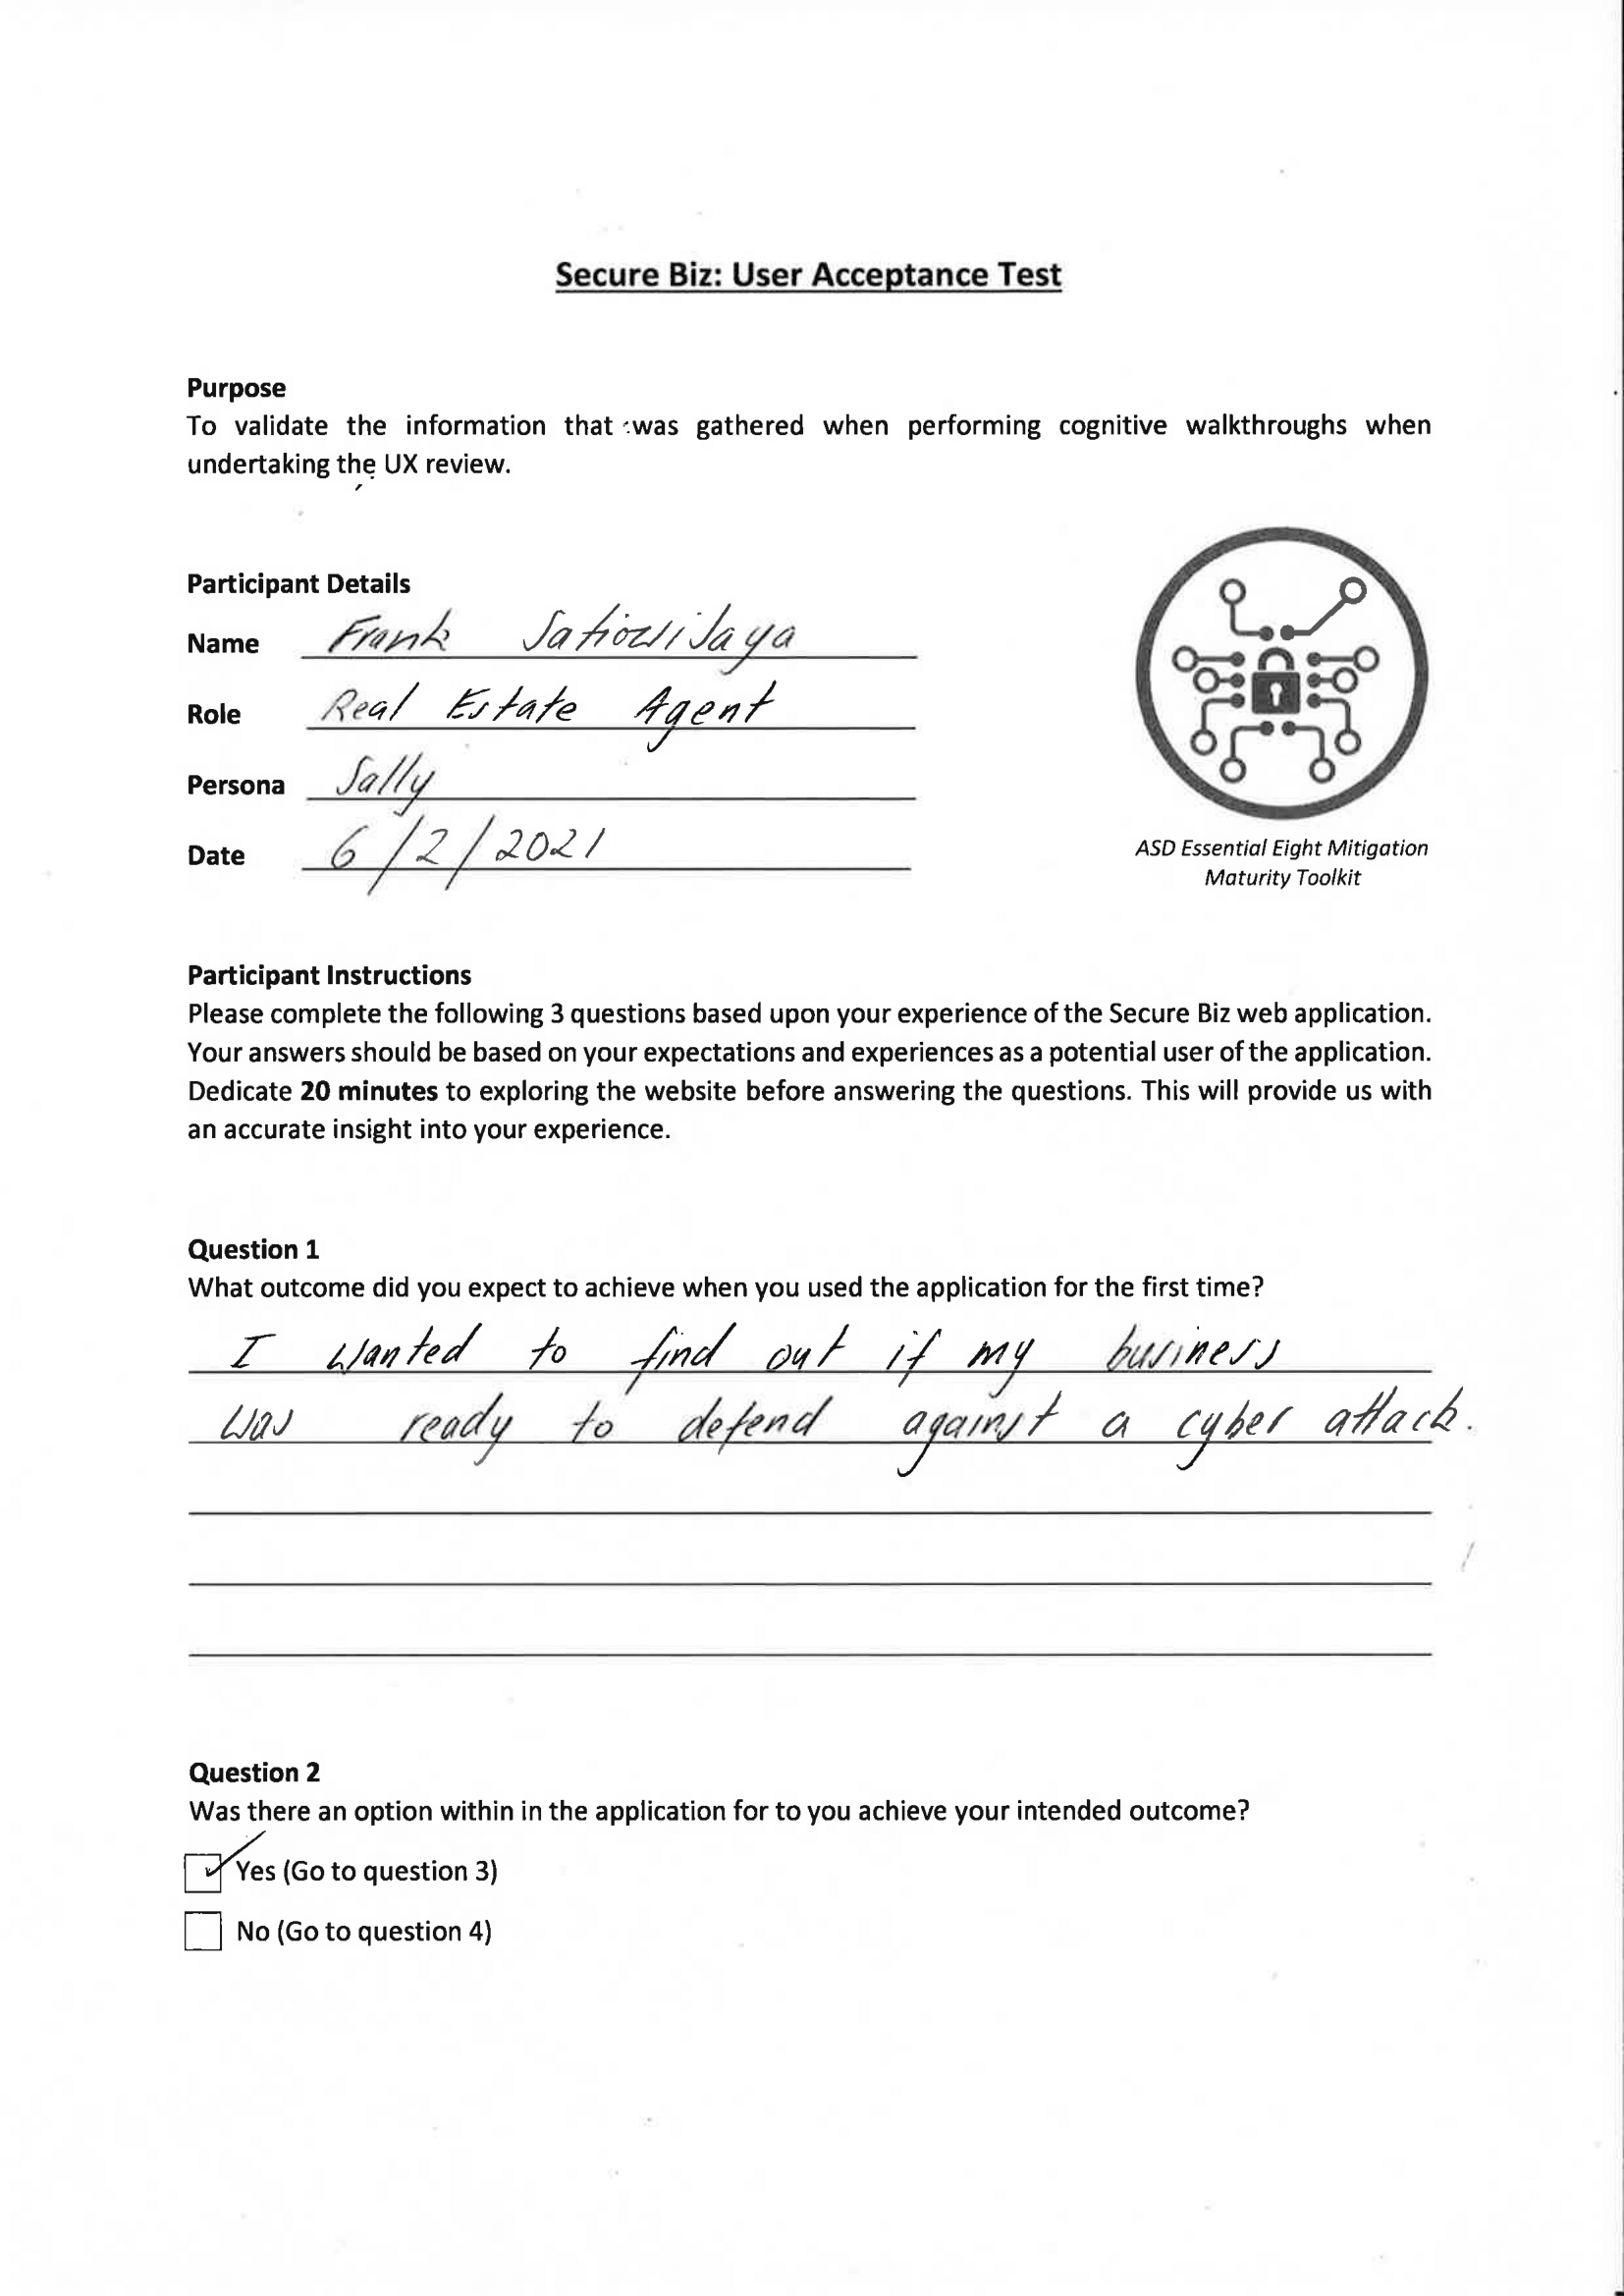 Secure Biz: User Acceptance Test
Purpose
To validate the information that was gathered when performing cognitive walkthroughs when
undertaking the UX review.
Participant Details
Name Frank
Role Real Estate Agent
Persona Sally
Date 6/2/2021
ASD Essential Eight Mitigation
Maturity Toolkit
Participant Instructions
Please complete the following 3 questions based upon your experience of the Secure Biz web application.
Your answers should be based on your expectations and experiences as a potential user of the application.
Dedicate 20 minutes to exploring the website before answering the questions. This will provide us with
an accurate insight into your experience.
Question 1
What outcome did you expect to achieve when you used the application for the first time?
I wanted to find out if my business
was ready to defend against a cyber attack.
Question 2
Was there an option within in the application for to you achieve your intended outcome?
Yes (Go to question 3)
No (Go to question 4)